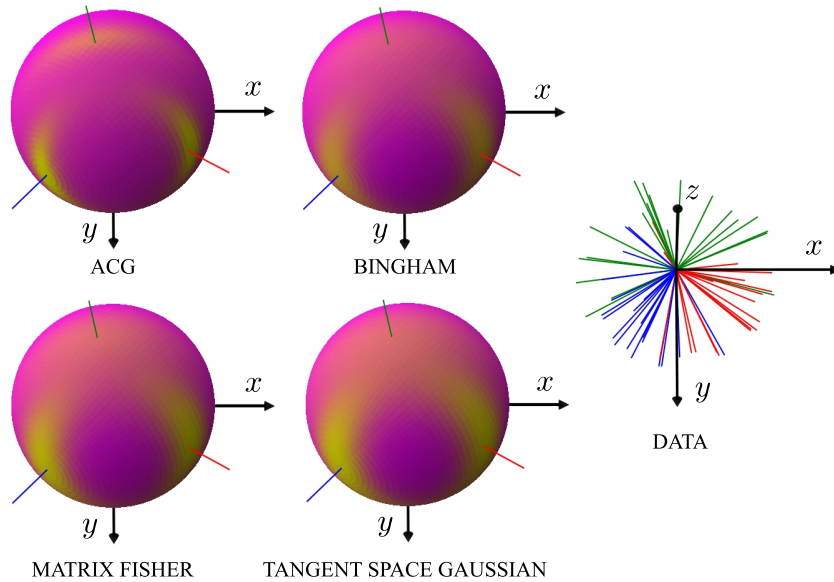 x
x
y
y
ACG
BINGHAM
z
x
y
DATA
x
x
y
y
MATRIX FISHER
TANGENT SPACE GAUSSIAN